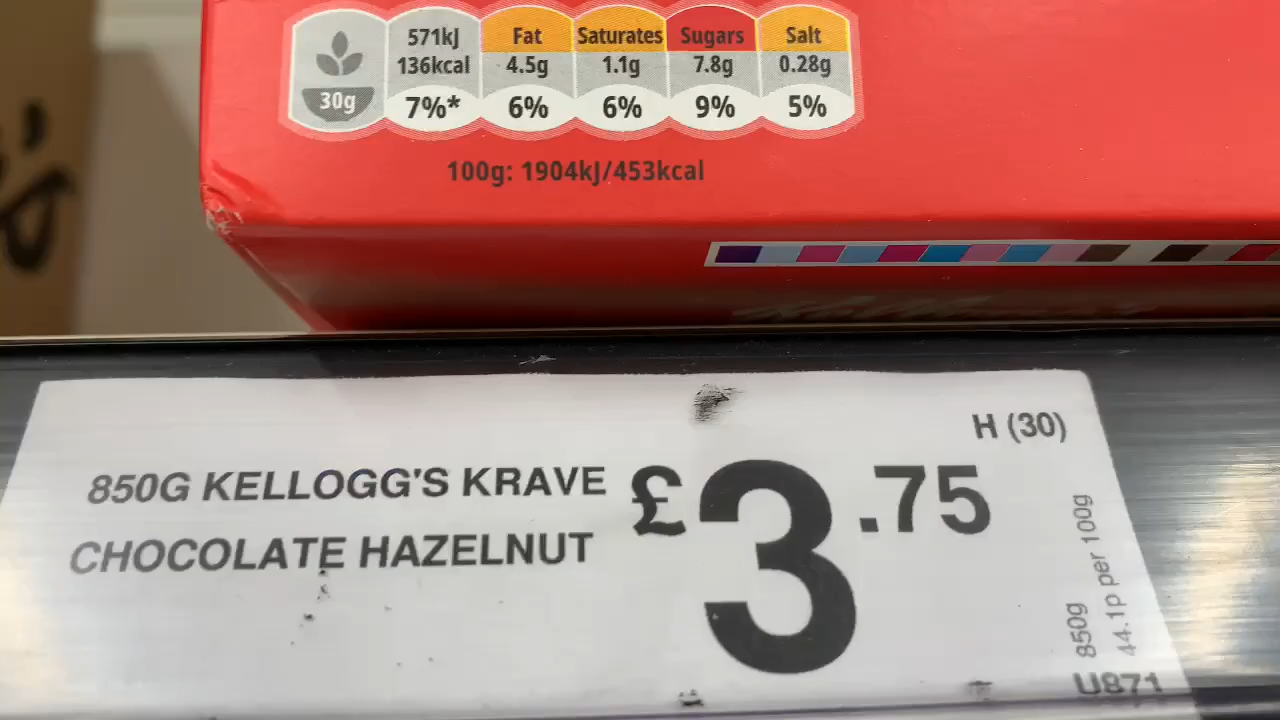 571kJ Fat Saturates Sugars Salt
136kcal 4.5g 1.1g 7.8g 0.28g
30g 7%* 6% 6% 9% 5%
100g: 1904kJ/453kcal
H (30)
850G KELLOGG'S KRAVE
CHOCOLATE HAZELNUT
£3.75
850g
44.1p per 100g
U871